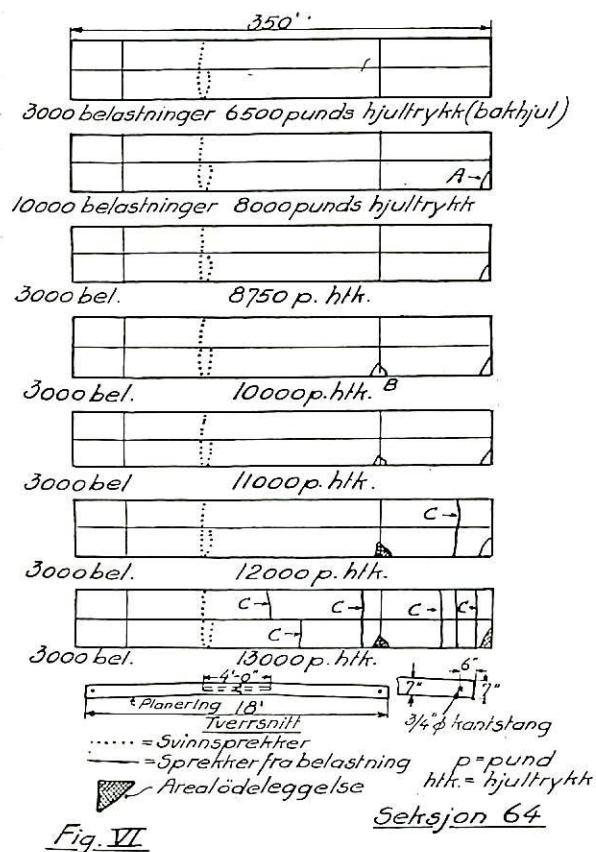 350'
3000 belastninger 6500 punds hjultrykk (bakhjul)
A
10000 belastninger 8000 punds hjultrykk
3000 bel. 8750 p. htk.
3000 bel. 10000 p. htk. B
3000 bel 11000 p. htk.
C
3000 bel. 12000 p. htk.
C C C C
C
3000 bel. 13000 p. htk.
4'-0" 6"
7" 7"
Planering 18'
3/4" φ kantstang
Tverrsnitt
= Svinnsprekker
= Sprekker fra belastning p = pund
htk. = hjultrykk
Arealödeleggelse
Seksjon 64
Fig. VI